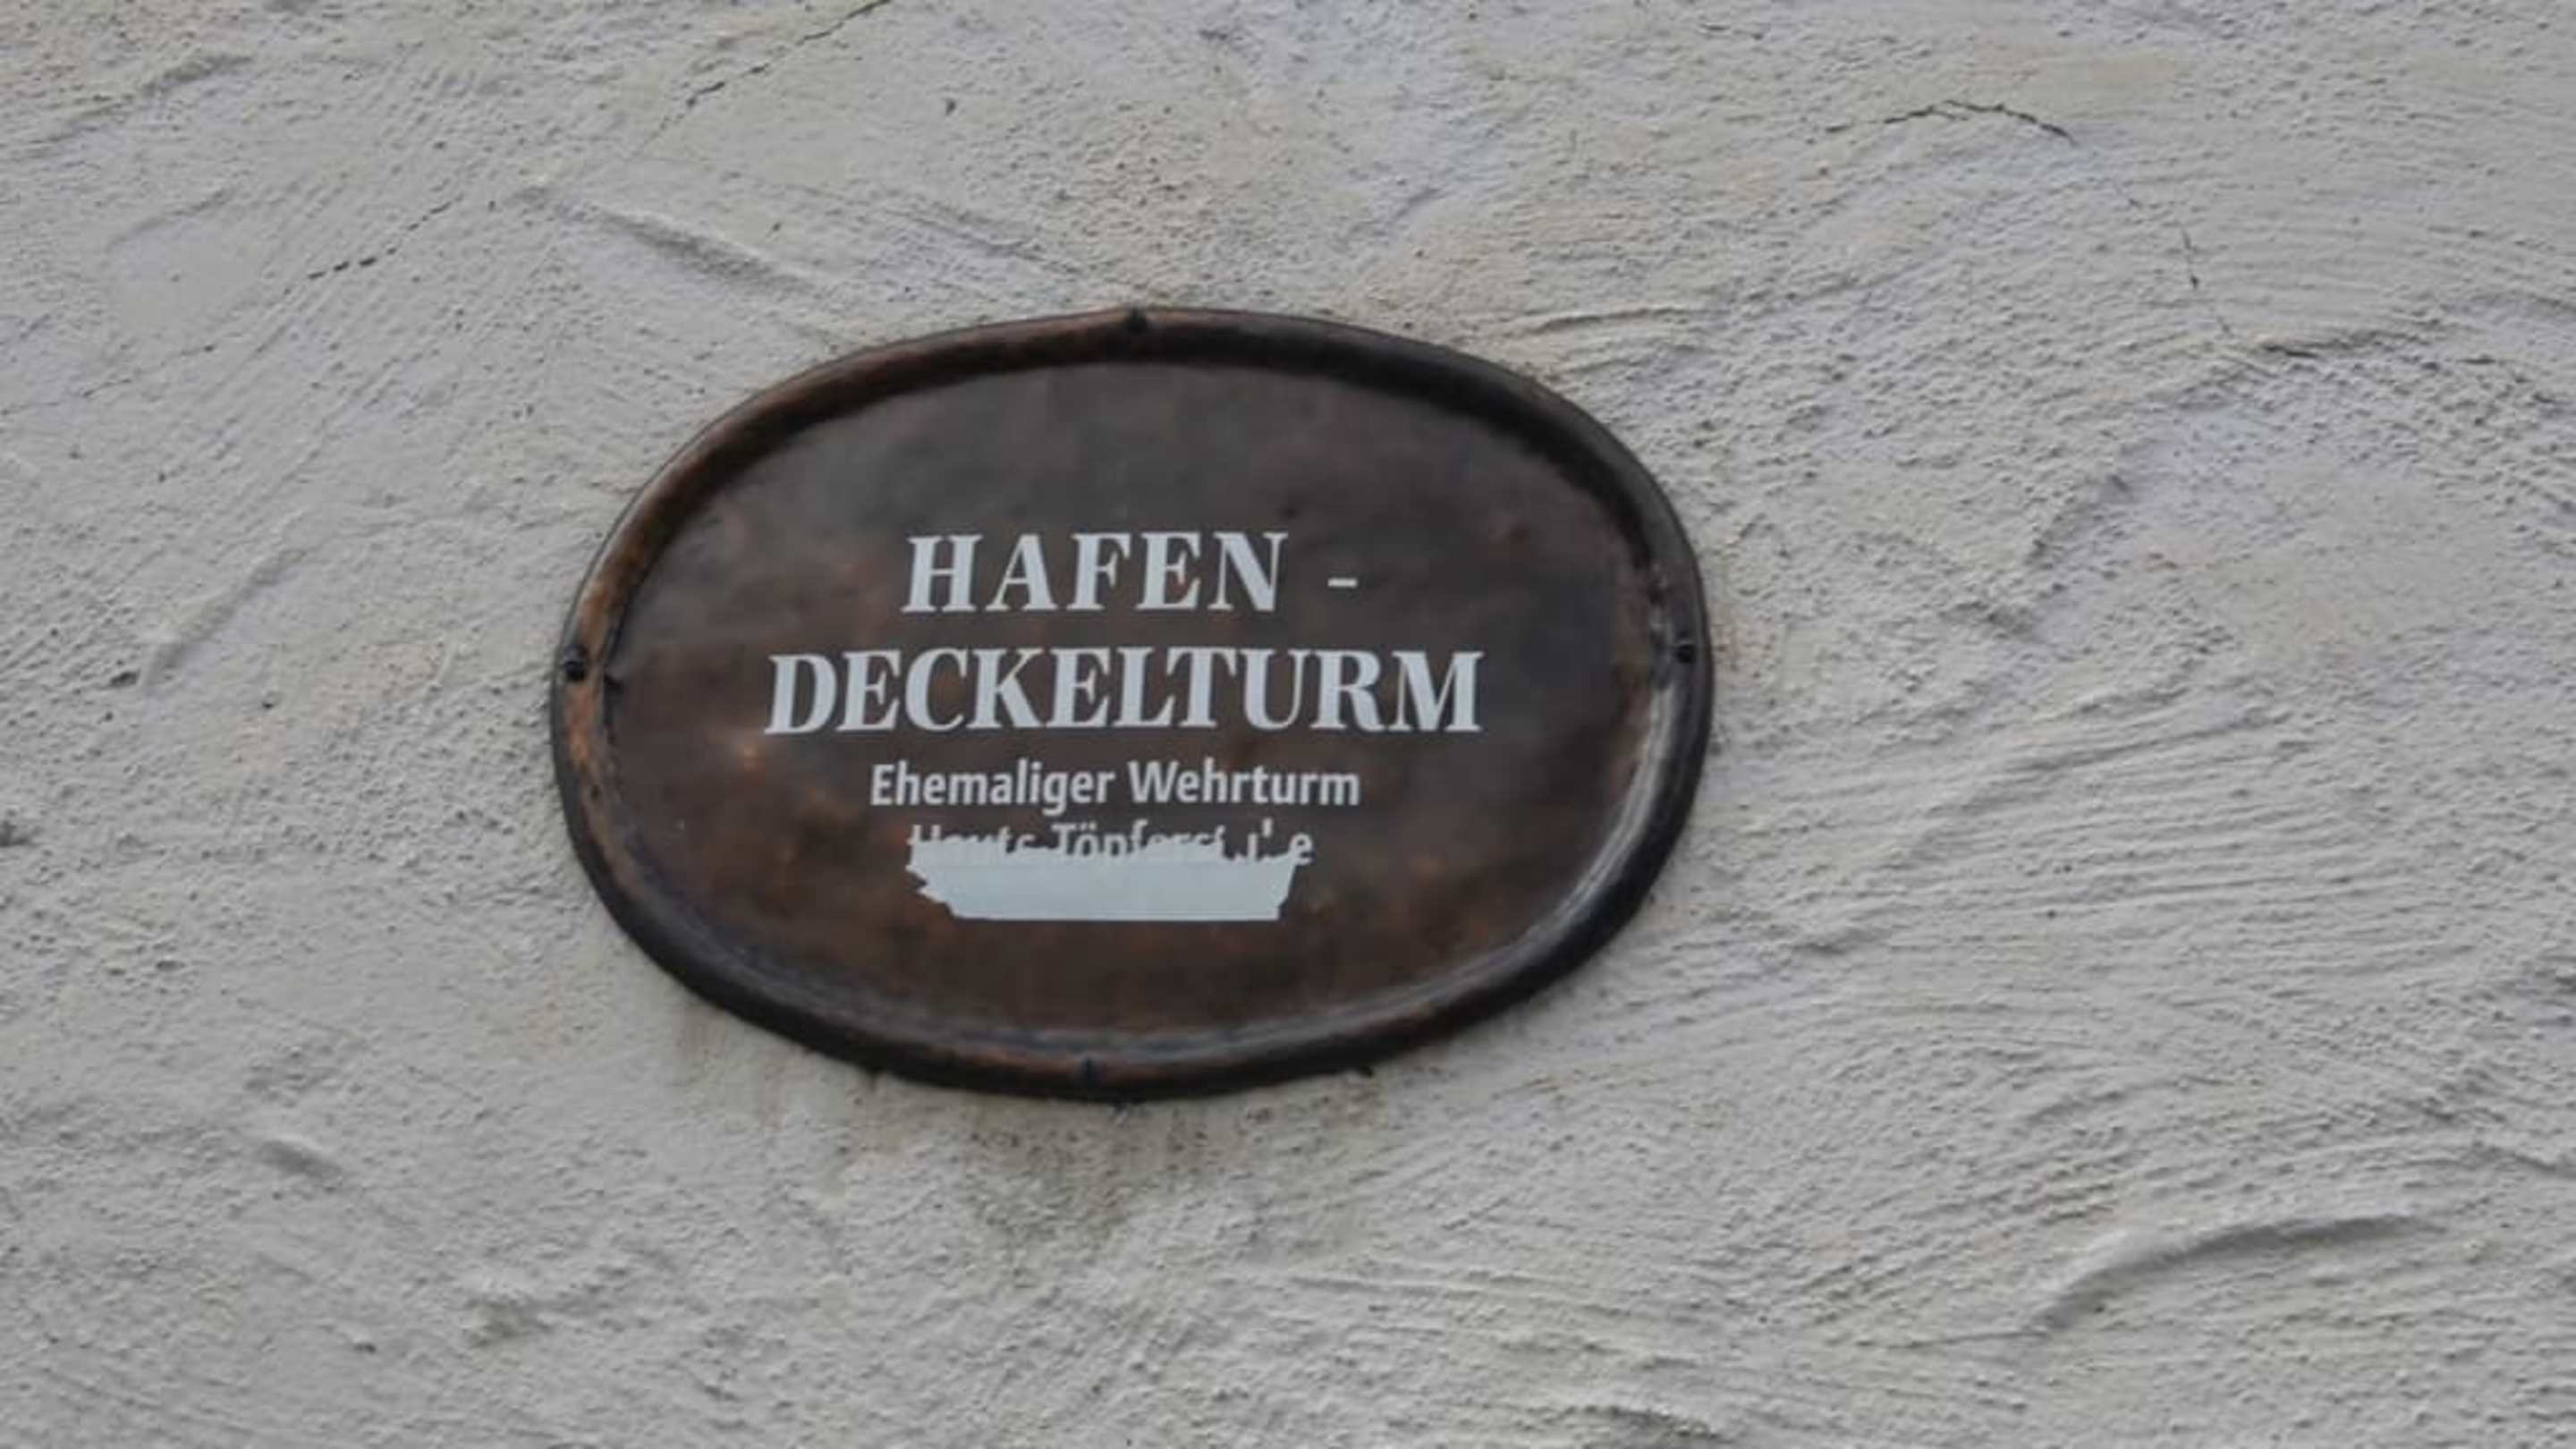 HAFEN -
DECKELTURM
Ehemaliger Wehrturm